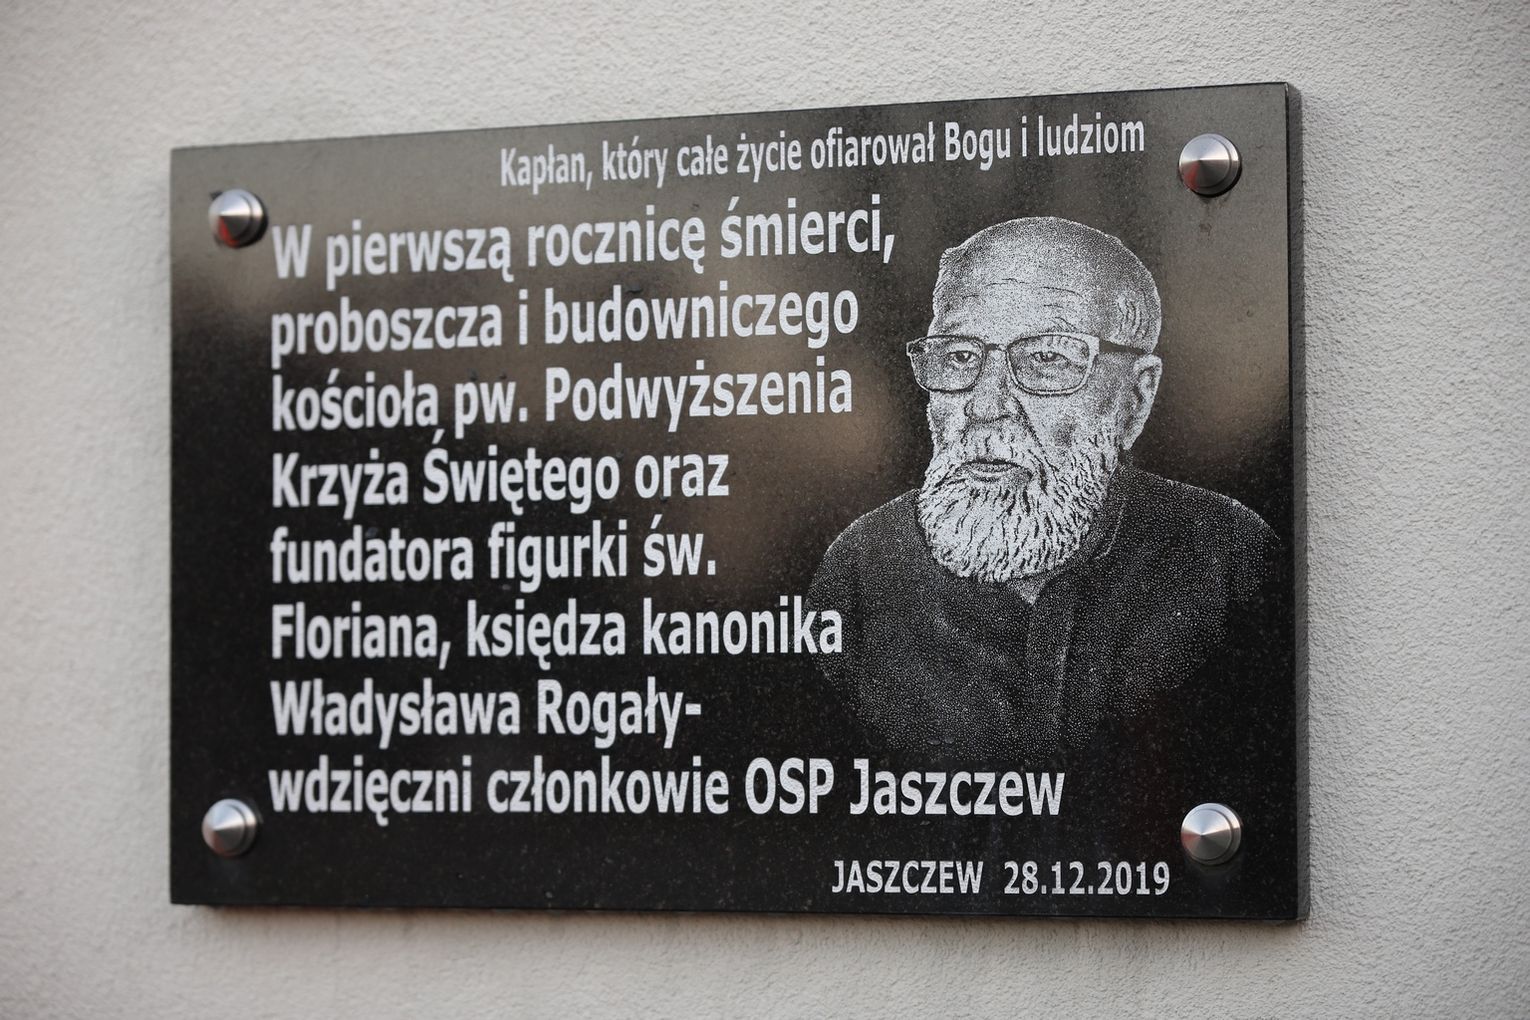 Kapłan, który całe życie ofiarował Bogu i ludziom
W pierwszą rocznicę śmierci,
proboszcza i budowniczego
kościoła pw. Podwyższenia
Krzyża Świętego oraz
fundatora figurki św.
Floriana, księdza kanonika
Władysława Rogały-
wdzięczni członkowie OSP Jaszczew
JASZCZEW 28.12.2019